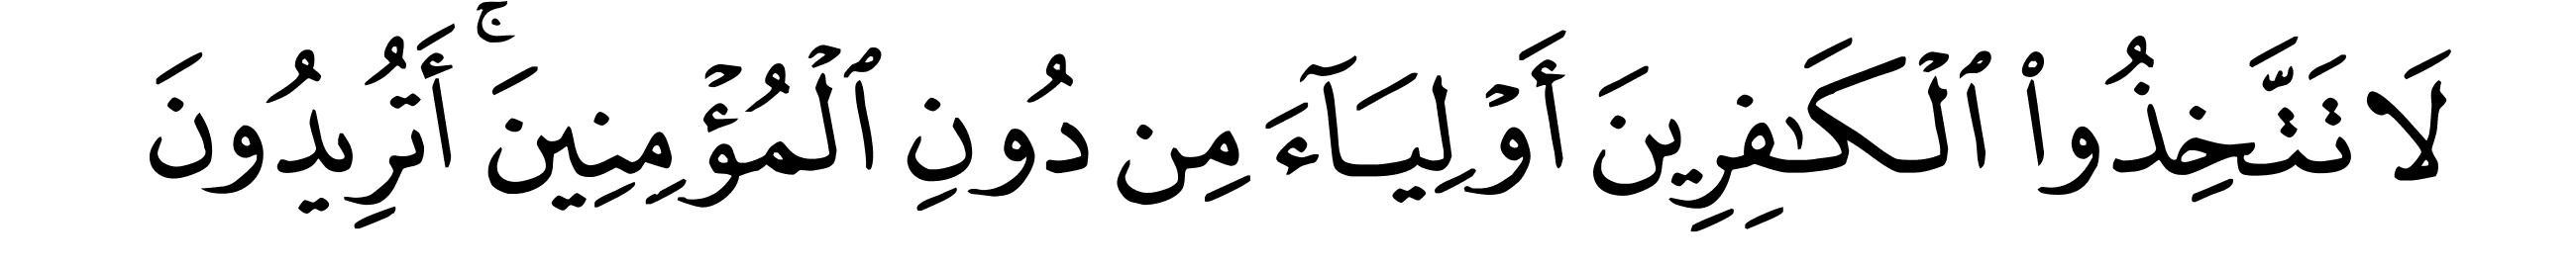 لَا تَتَّخِذُوا۟ ٱلْكَـٰفِرِينَ أَوْلِيَآءَ مِن دُونِ ٱلْمُؤْمِنِينَ ۚ أَتُرِيدُونَ